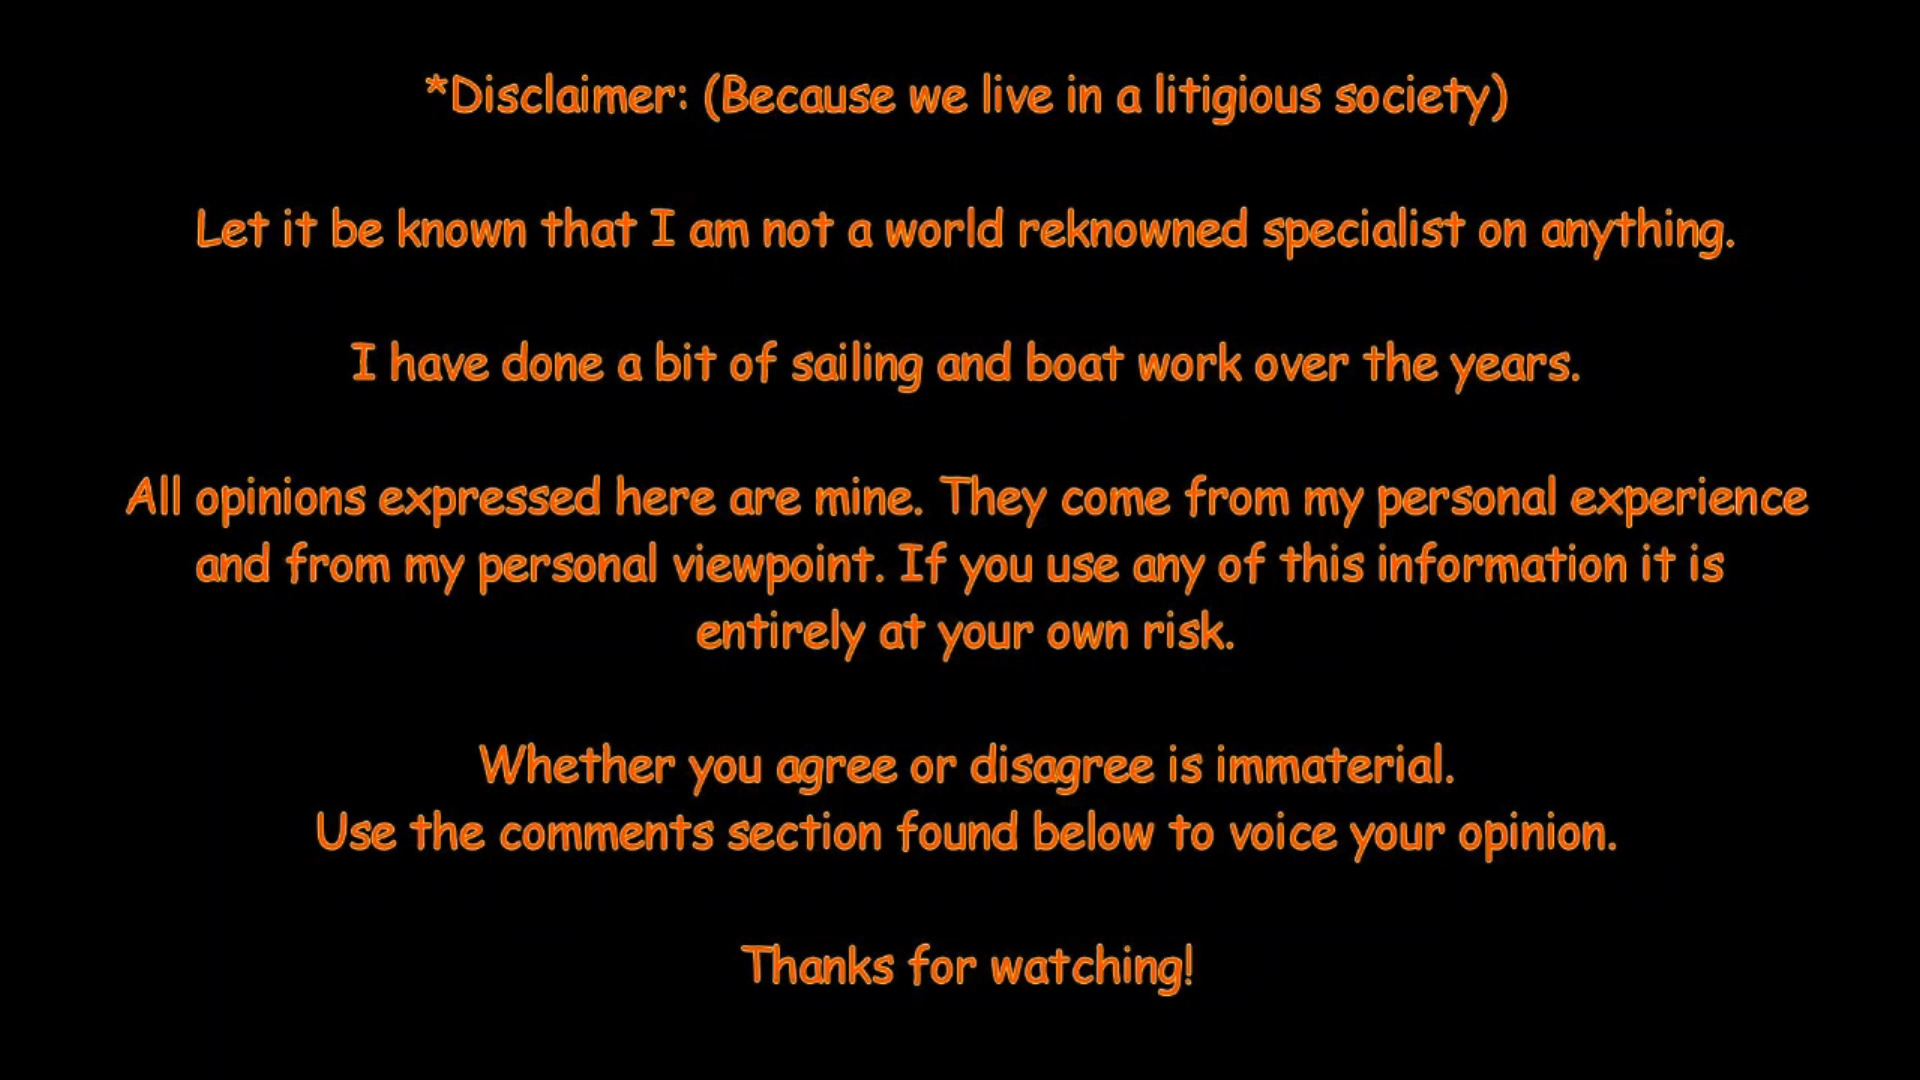 *Disclaimer: (Because we live in a litigious society)
Let it be known that I am not a world reknowned specialist on anything.
I have done a bit of sailing and boat work over the years.
All opinions expressed here are mine. They come from my personal experience
and from my personal viewpoint. If you use any of this information it is
entirely at your own risk.
Whether you agree or disagree is immaterial.
Use the comments section found below to voice your opinion.
Thanks for watching!